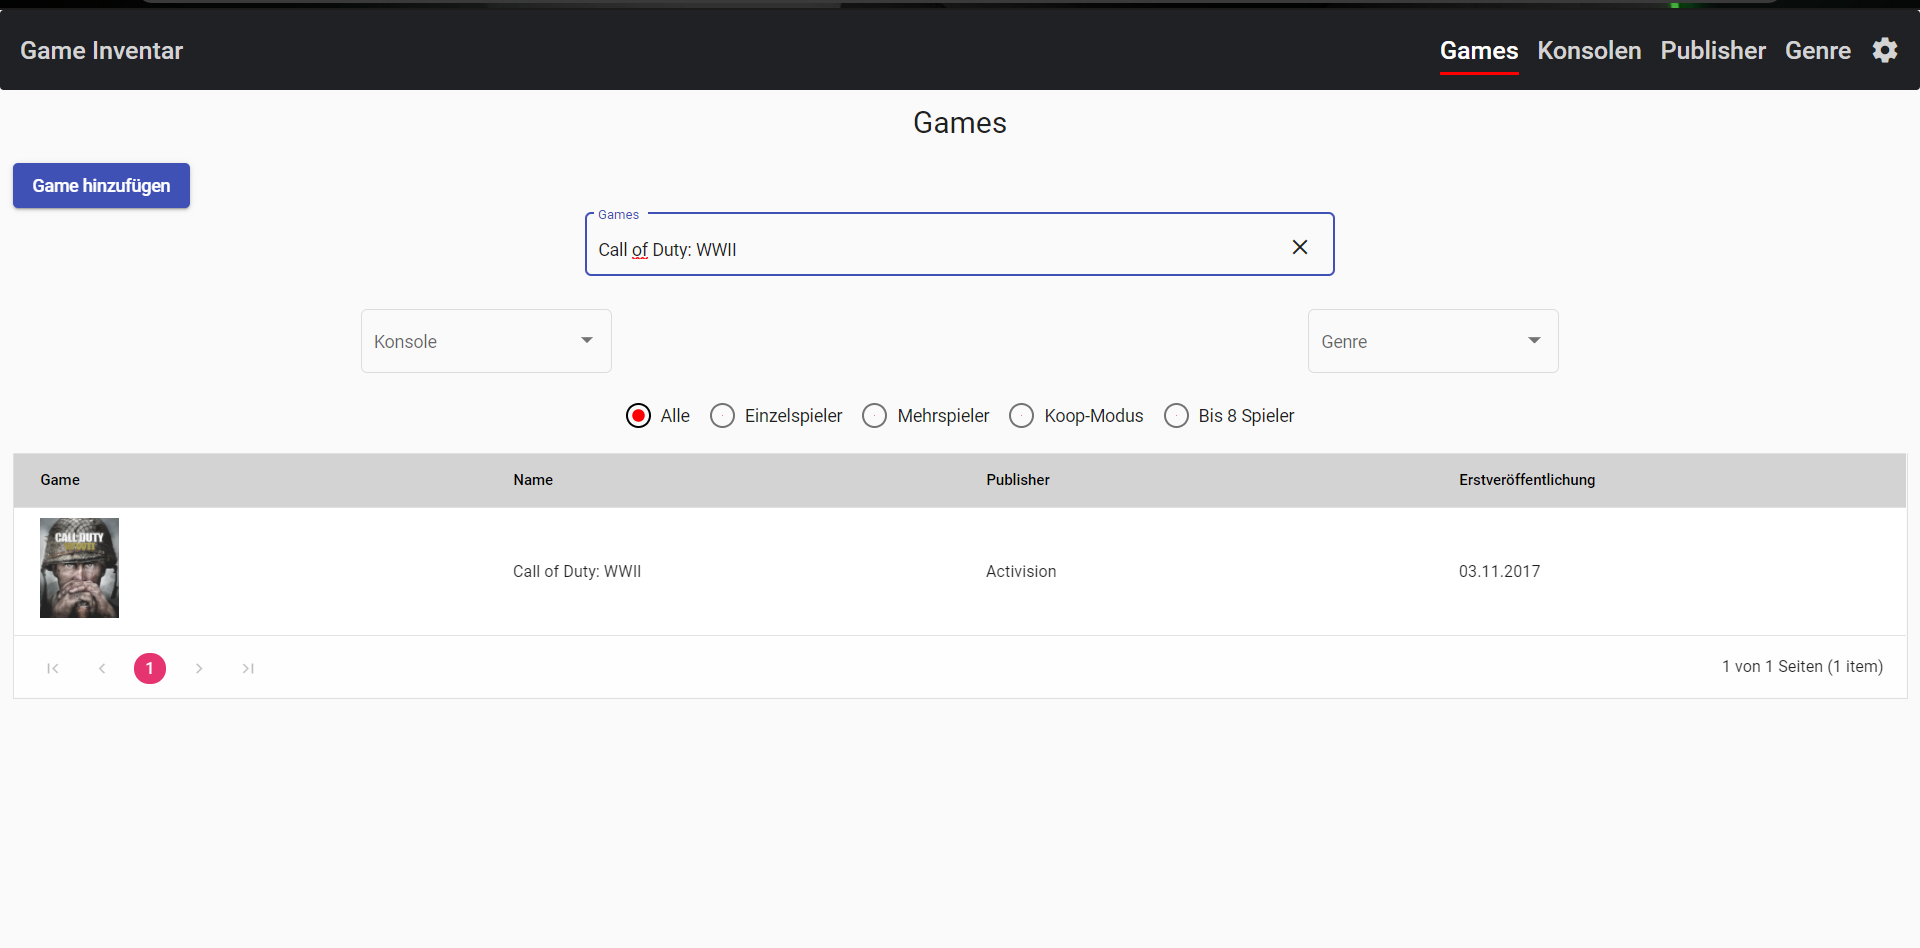 Game Inventar
Games Konsolen Publisher Genre
Games
Game hinzufügen
Games
Call of Duty: WWII
Konsole
Genre
Alle Einzelspieler Mehrspieler Koop-Modus Bis 8 Spieler
Game Name Publisher Erstveröffentlichung
CALL DUTY
Call of Duty: WWII Activision 03.11.2017
1
1 von 1 Seiten (1 item)